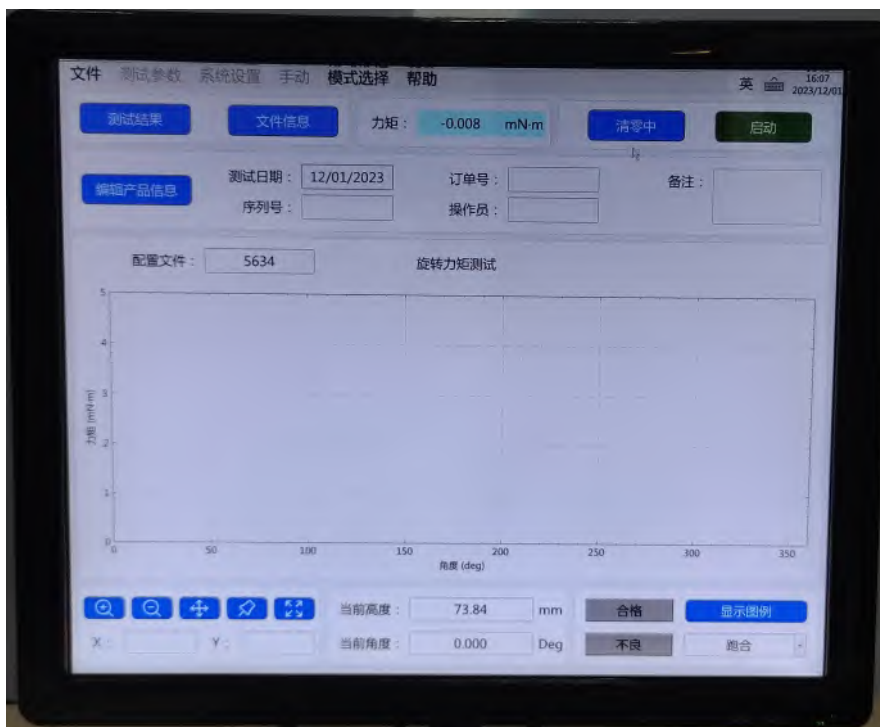 文件 测试参数 系统设置 手动 模式选择 帮助 英 16:07
2023/12/01
测试结果 文件信息 力矩： -0.008 mN·m 清零中 启动
编辑产品信息 测试日期： 12/01/2023 订单号： 备注：
序列号： 操作员：
配置文件： 5634 旋转力矩测试
5
4
3
2
1
0
力矩 (mN·m)
0 50 100 150 200 250 300 350
角度 (deg)
当前高度： 73.84 mm 合格 显示图例
X： Y： 当前角度： 0.000 Deg 不良 跑合